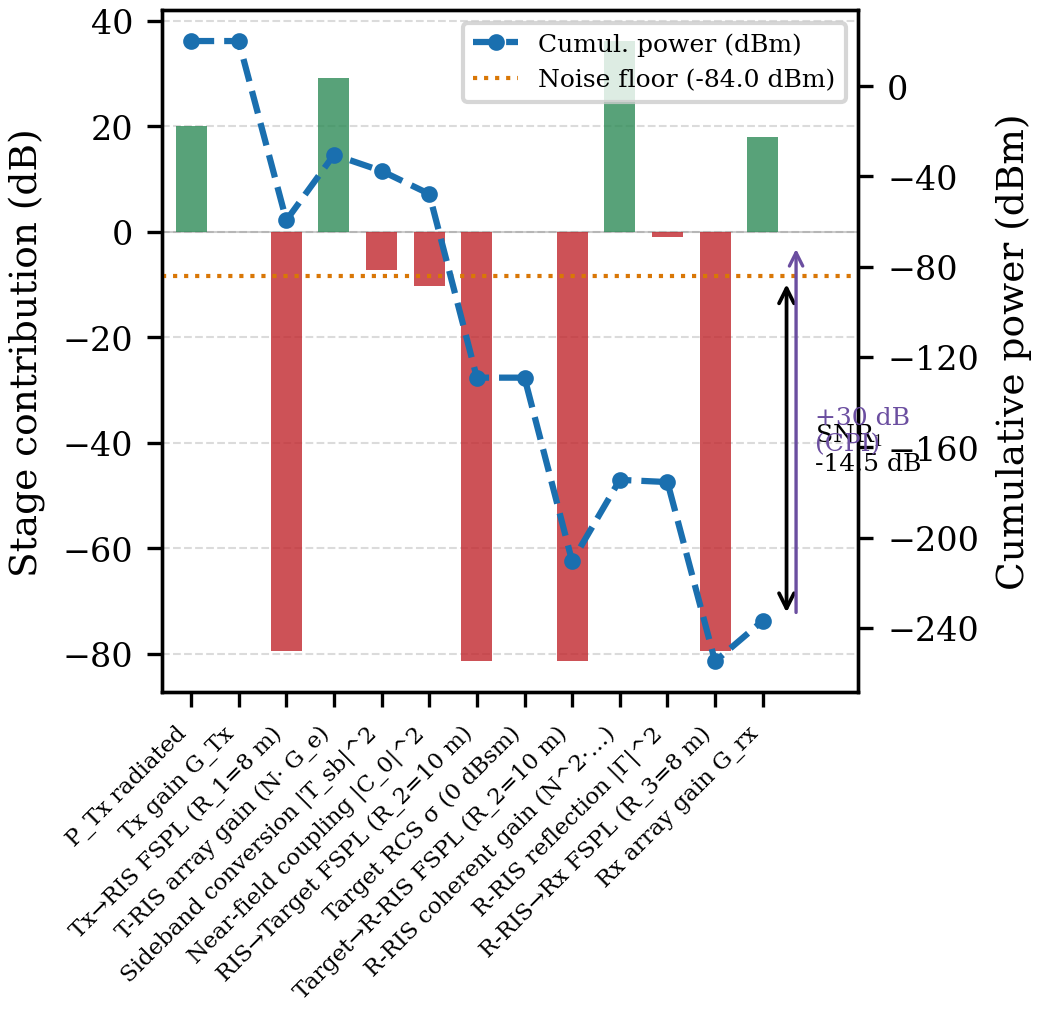 Cumul. power (dBm)
Noise floor (-84.0 dBm)
Stage contribution (dB)
40
20
0
−20
−40
−60
−80
0
−40
−80
−120
−160
−200
−240
Cumulative power (dBm)
+30 dB
(CPI)
SNR₁
-14.5 dB
P_Tx radiated
Tx gain G_Tx
Tx→RIS FSPL (R_1=8 m)
T-RIS array gain (N· G_e)
Sideband conversion |T_sb|^2
Near-field coupling |C_0|^2
RIS→Target FSPL (R_2=10 m)
Target RCS σ (0 dBsm)
Target→R-RIS FSPL (R_2=10 m)
R-RIS coherent gain (N^2·...)
R-RIS reflection |Γ|^2
R-RIS→Rx FSPL (R_3=8 m)
Rx array gain G_rx